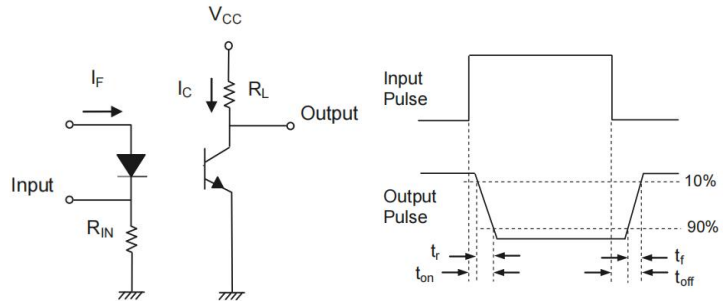 V_CC
I_F
I_C
R_L
Output
Input
R_IN
Input
Pulse
Output
Pulse
10%
90%
t_r
t_f
t_on
t_off